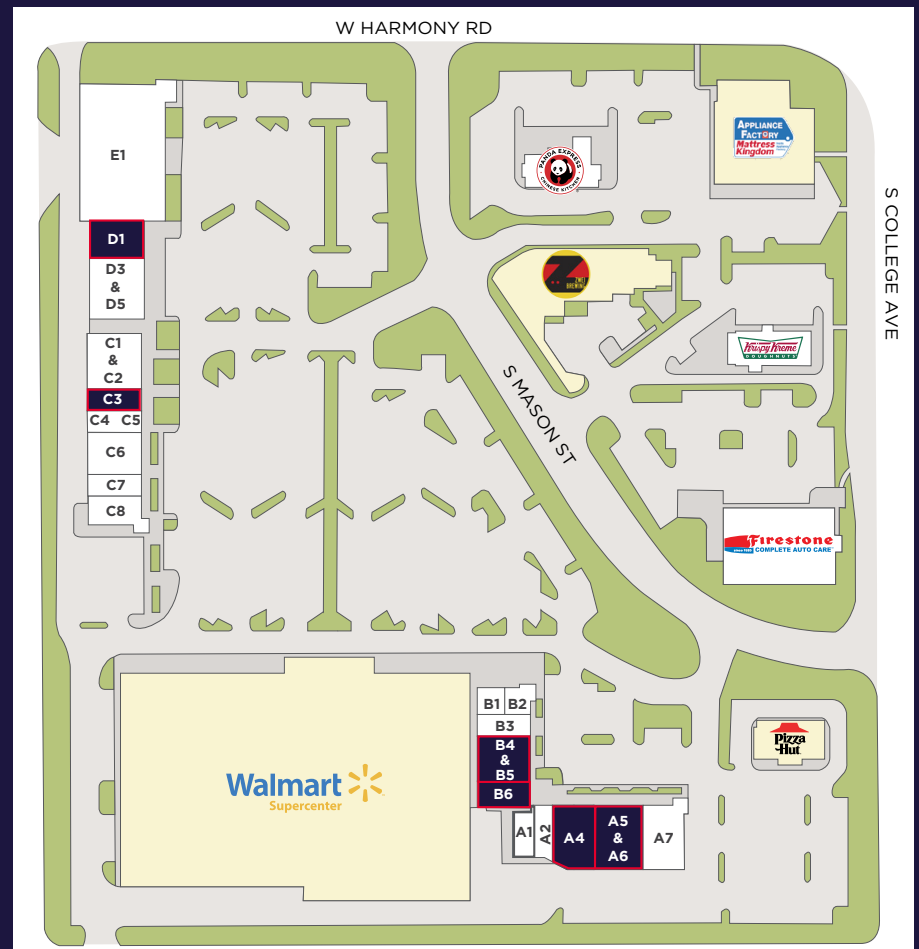 W HARMONY RD
S COLLEGE AVE
S MASON ST
APPLIANCE
FACTORY
Mattress
Kingdom
PANDA EXPRESS
CHINESE KITCHEN
ZWEI
BREWING
Krispy Kreme
DOUGHNUTS
Firestone
COMPLETE AUTO CARE
Pizza
Hut
Walmart
Supercenter
E1
D1
D3
&
D5
C1
&
C2
C3
C4 C5
C6
C7
C8
B1 B2
B3
B4
&
B5
B6
A1
A2
A4
A5
&
A6
A7